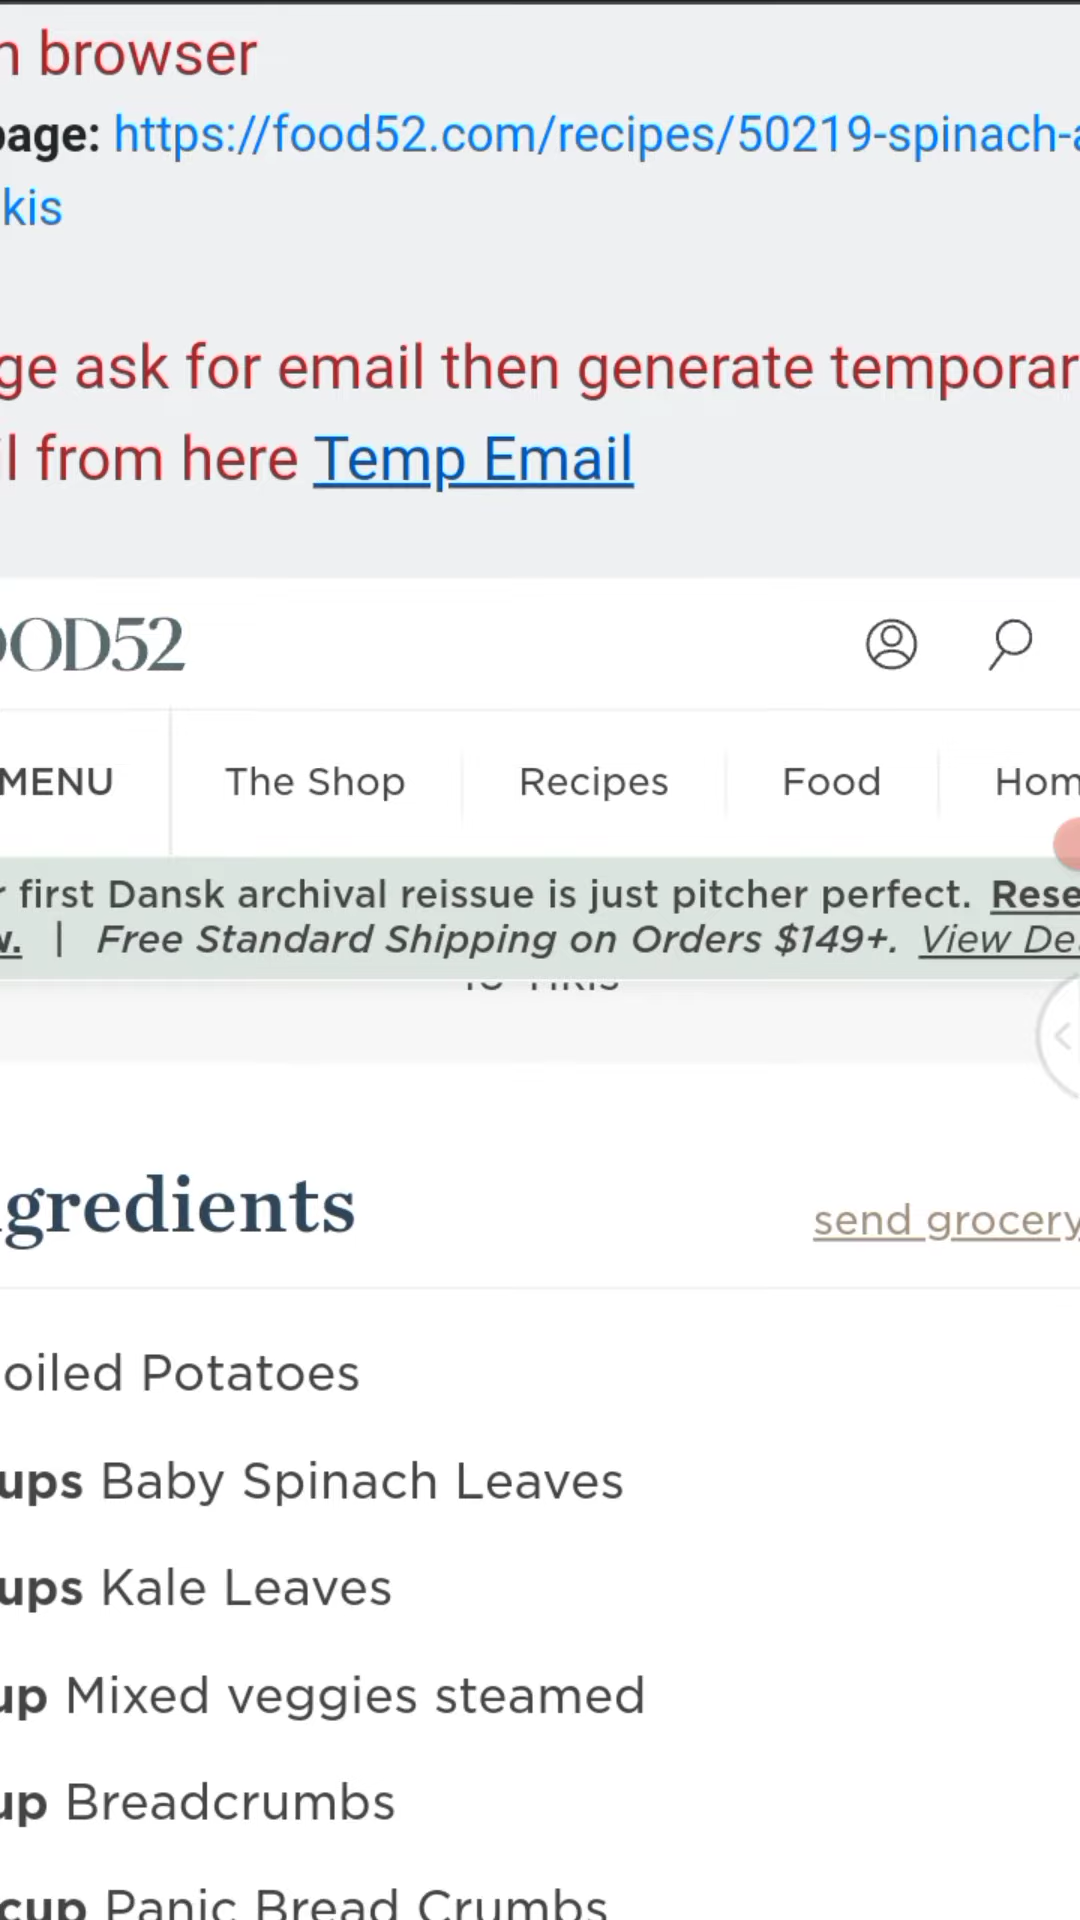 n browser
page: https://food52.com/recipes/50219-spinach-a
kis
ge ask for email then generate temporar
il from here Temp Email
OOD52
MENU
The Shop
Recipes
Food
Hom
r first Dansk archival reissue is just pitcher perfect. Rese
w. | Free Standard Shipping on Orders $149+. View De
gredients
send grocery
oiled Potatoes
ups Baby Spinach Leaves
ups Kale Leaves
up Mixed veggies steamed
up Breadcrumbs
cup Panic Bread Crumbs